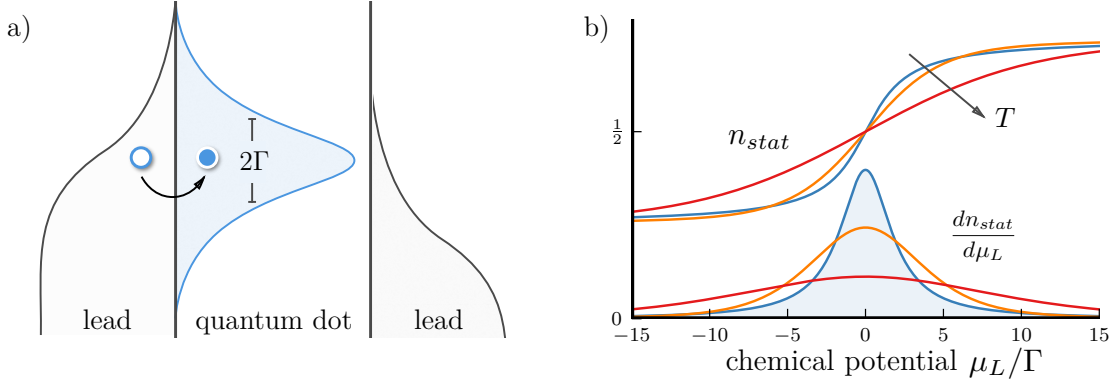 a)
2Γ
lead
quantum dot
lead
b)
1/2
0
n_stat
T
dn_stat
dμ_L
−15 −10 −5 0 5 10 15
chemical potential μ_L/Γ